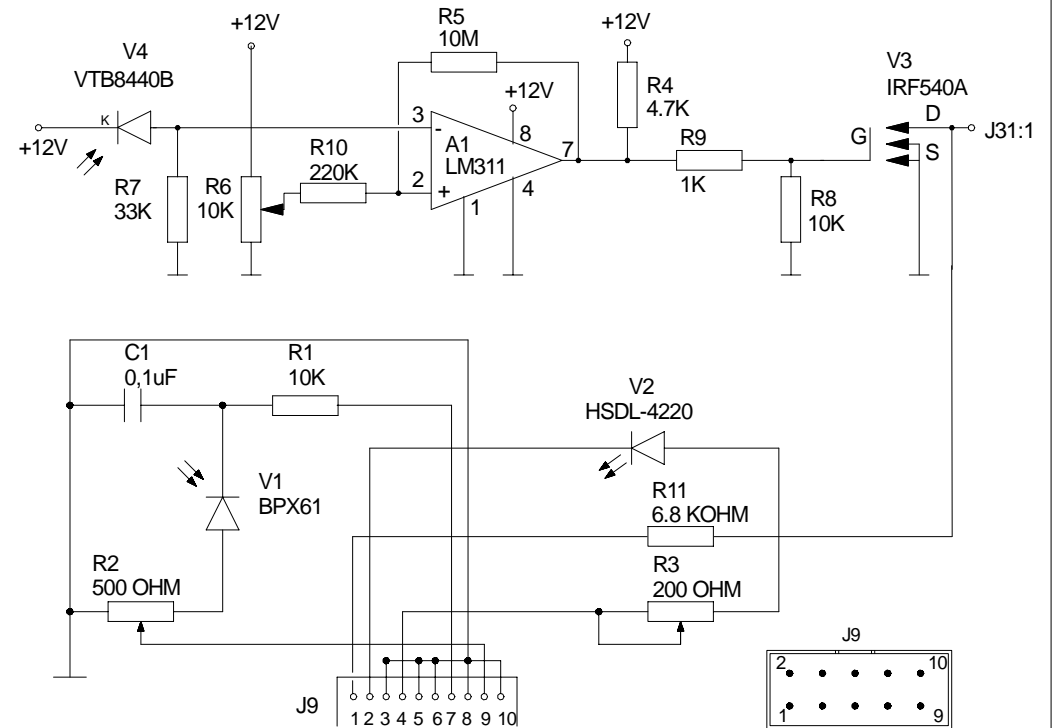 +12V
R5
10M
+12V
V4
VTB8440B
K
+12V
R7
33K
R6
10K
R10
220K
3
-
2
+
A1
LM311
+12V
8
7
1
4
R4
4.7K
R9
1K
R8
10K
V3
IRF540A
G
D
S
J31:1
C1
0,1uF
R1
10K
V1
BPX61
R2
500 OHM
V2
HSDL-4220
R11
6.8 KOHM
R3
200 OHM
J9
1 2 3 4 5 6 7 8 9 10
J9
2 10
1 9